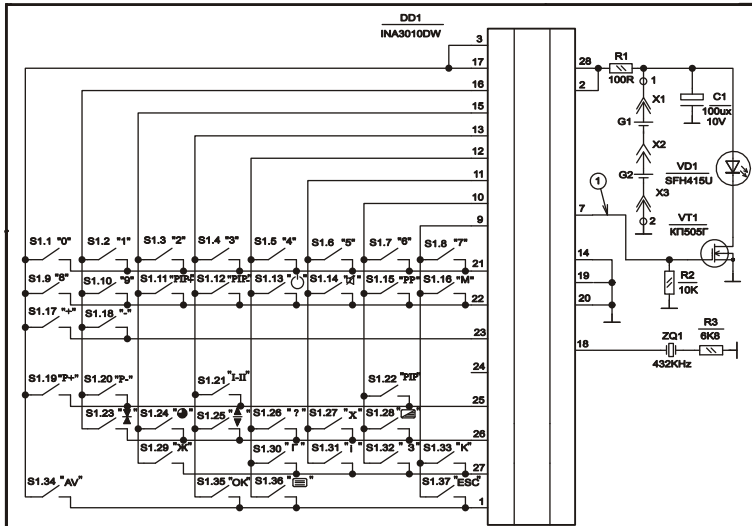 DD1
INA3010DW
3
17
16
15
13
12
11
10
9
28
2
R1
100R
1
X1
G1
X2
G2
X3
2
C1
100ux
10V
VD1
SFH415U
VT1
КП505Г
7
1
14
19
20
18
R2
10K
ZQ1
432KHz
R3
6K8
S1.1 "0" S1.2 "1" S1.3 "2" S1.4 "3" S1.5 "4" S1.6 "5" S1.7 "6" S1.8 "7"
21
S1.9 "8" S1.10 "9" S1.11 "PIP S1.12 "PIP S1.13 S1.14 S1.15 "PP" S1.16 "M"
22
S1.17 "+" S1.18 "-"
23
24
S1.19 "P+" S1.20 "P-" S1.21 "I-II" S1.22 "PIP"
25
S1.23 " " S1.24 " " S1.25 " " S1.26 "?" S1.27 "X" S1.28 " "
26
S1.29 "Ж" S1.30 "Г" S1.31 "I" S1.32 "З" S1.33 "K"
27
S1.34 "AV" S1.35 "OK" S1.36 " " S1.37 "ESC"
1